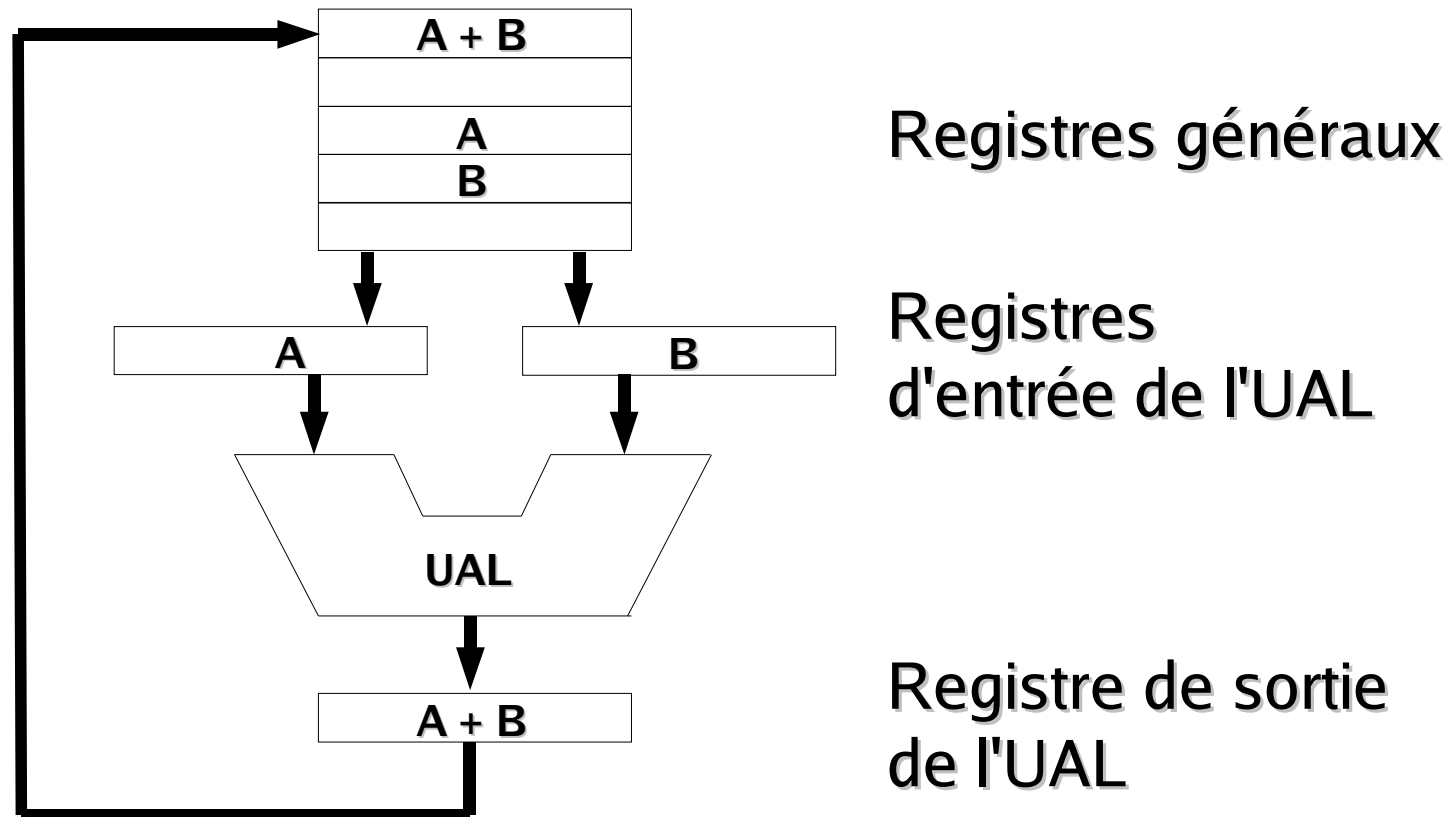 A + B
A
B
Registres généraux
A
B
Registres
d'entrée de l'UAL
UAL
A + B
Registre de sortie
de l'UAL